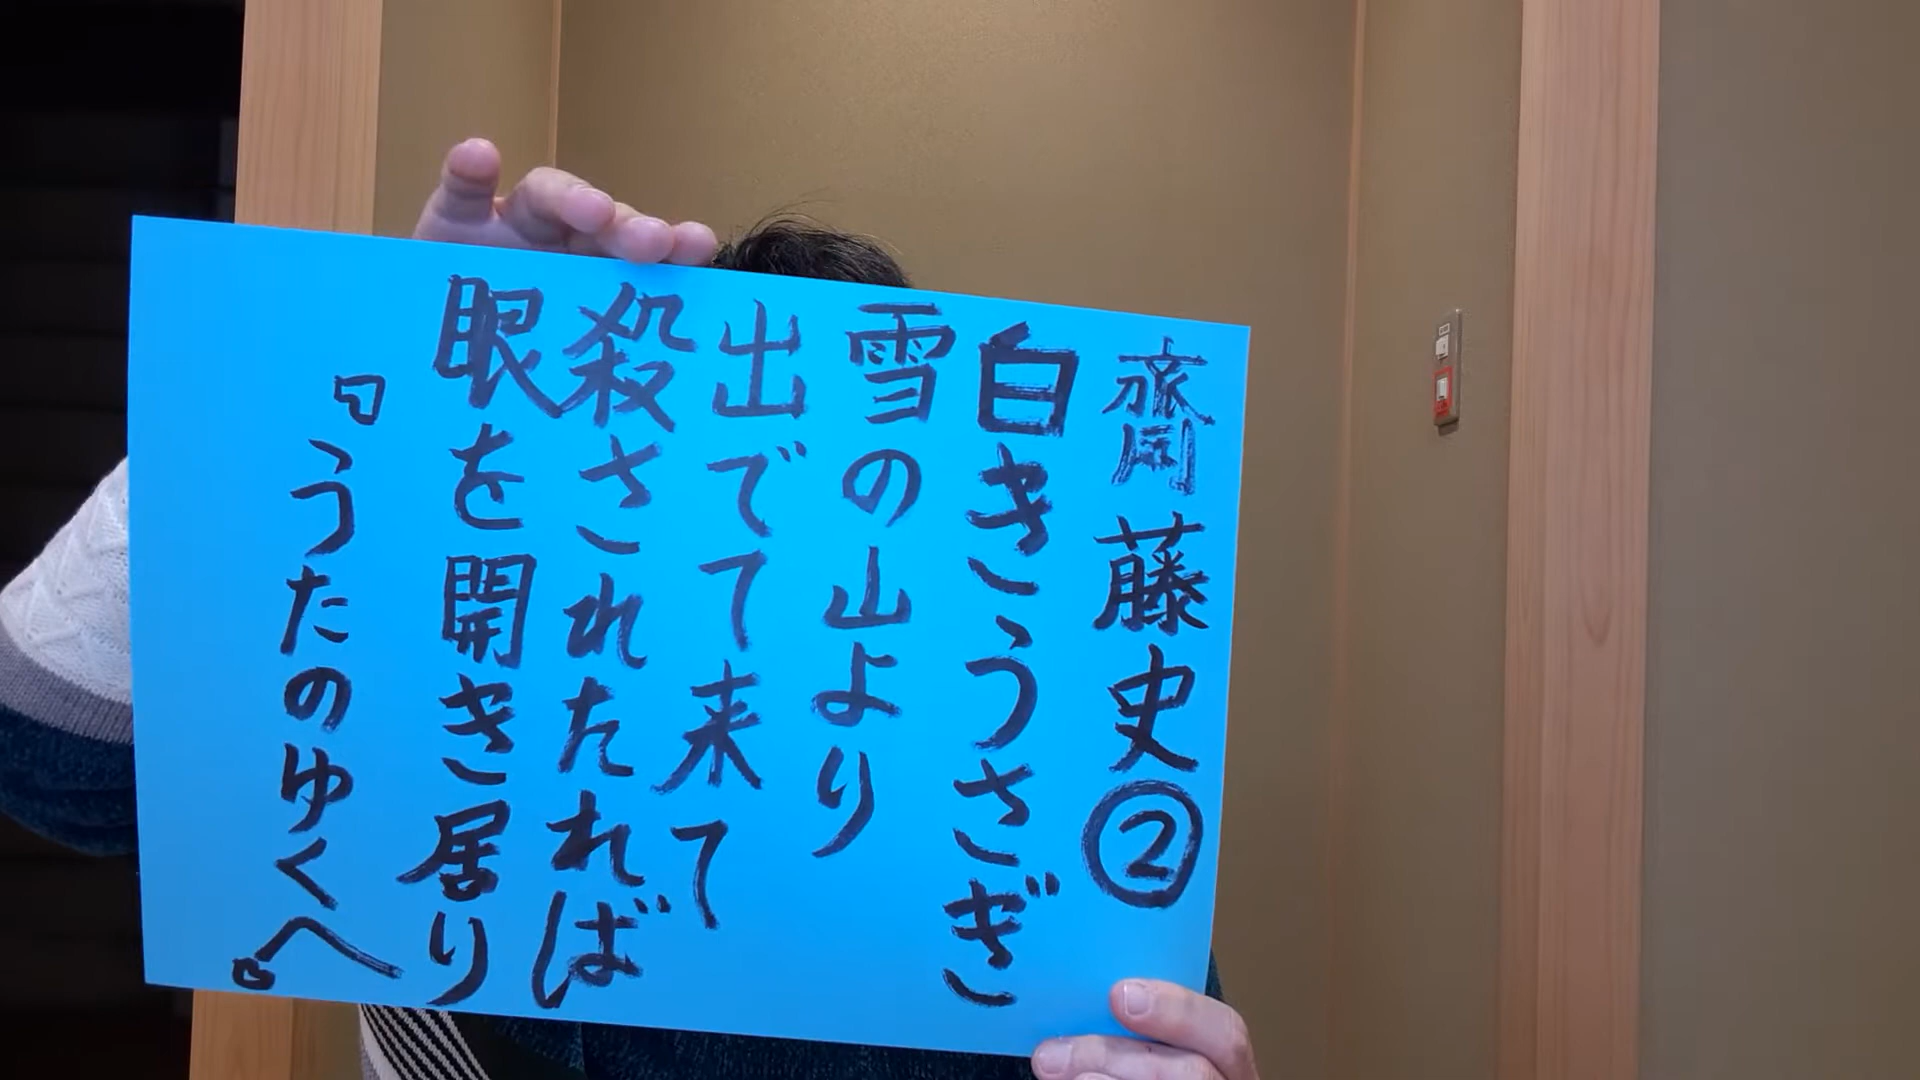 齋藤史②
白きうさぎ
雪の山より
出でて来て
殺されたれば
眼を開き居り
『うたのゆくへ』